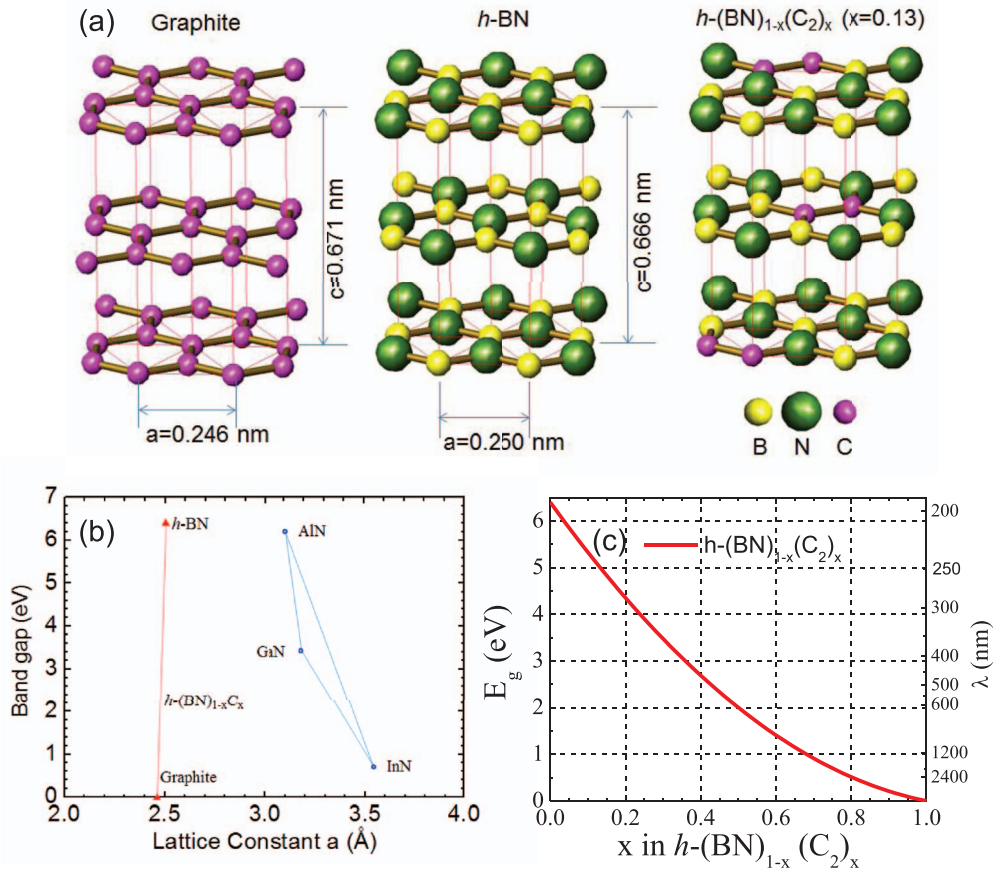 (a)
Graphite
h-BN
h-(BN)1-x(C2)x (x=0.13)
c=0.671 nm
c=0.666 nm
a=0.246 nm
a=0.250 nm
B N C
(b)
Band gap (eV)
7
6
5
4
3
2
1
0
h-BN
AlN
GaN
h-(BN)1-xCx
Graphite
InN
2.0 2.5 3.0 3.5 4.0
Lattice Constant a (Å)
(c)
h-(BN)1-x(C2)x
Eg (eV)
6
5
4
3
2
1
0
0.0 0.2 0.4 0.6 0.8 1.0
x in h-(BN)1-x (C2)x
200
250
300
400
500
600
1200
2400
λ (nm)